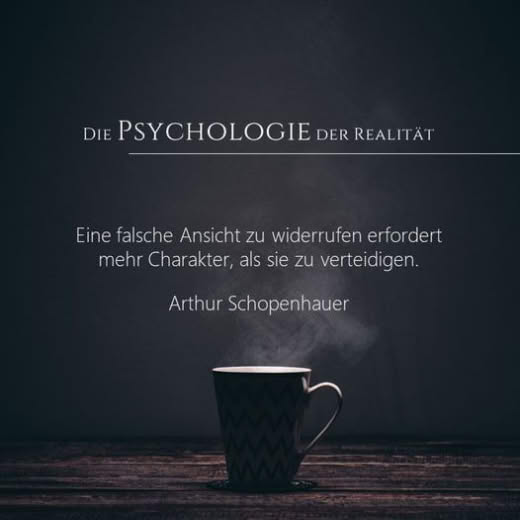 Die Psychologie der Realität
Eine falsche Ansicht zu widerrufen erfordert
mehr Charakter, als sie zu verteidigen.
Arthur Schopenhauer